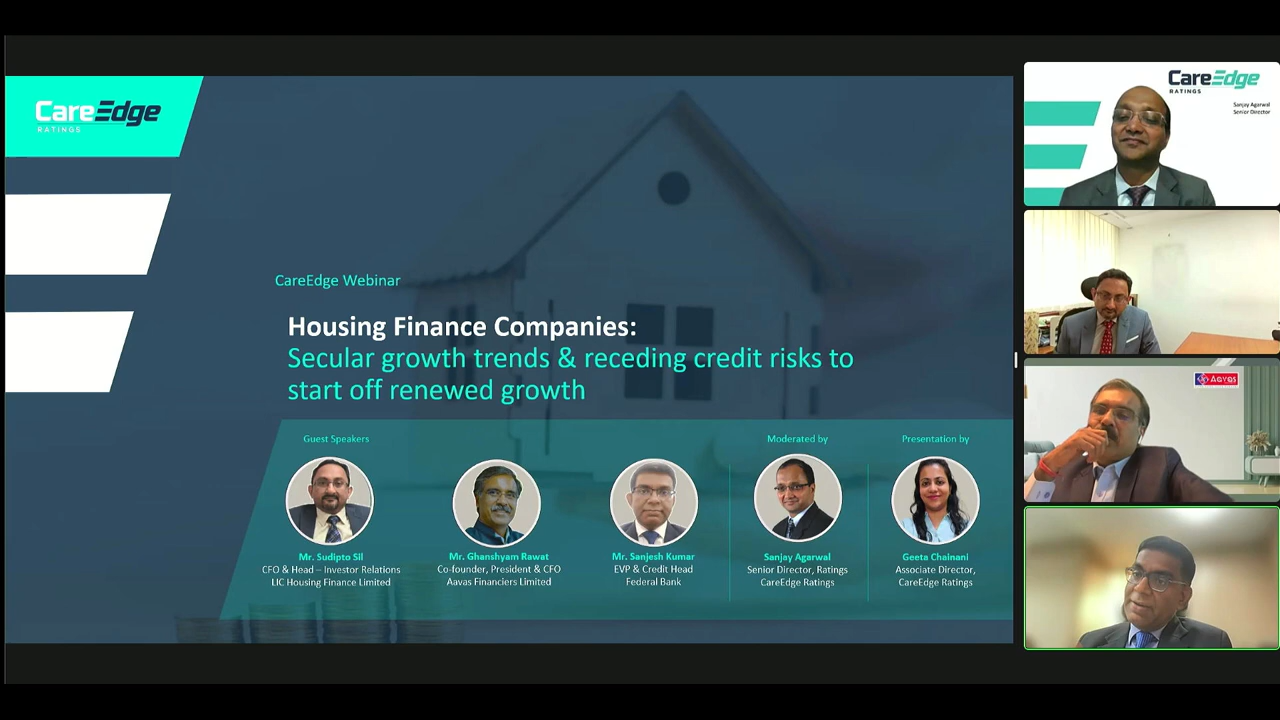 CareEdge
RATINGS
CareEdge Webinar
Housing Finance Companies:
Secular growth trends & receding credit risks to
start off renewed growth
Guest Speakers
Moderated by
Presentation by
Mr. Sudipto Sil
CFO & Head – Investor Relations
LIC Housing Finance Limited
Mr. Ghanshyam Rawat
Co-founder, President & CFO
Aavas Financiers Limited
Mr. Sanjesh Kumar
EVP & Credit Head
Federal Bank
Sanjay Agarwal
Senior Director, Ratings
CareEdge Ratings
Geeta Chainani
Associate Director,
CareEdge Ratings
CareEdge
RATINGS
Sanjay Agarwal
Senior Director
Aavas